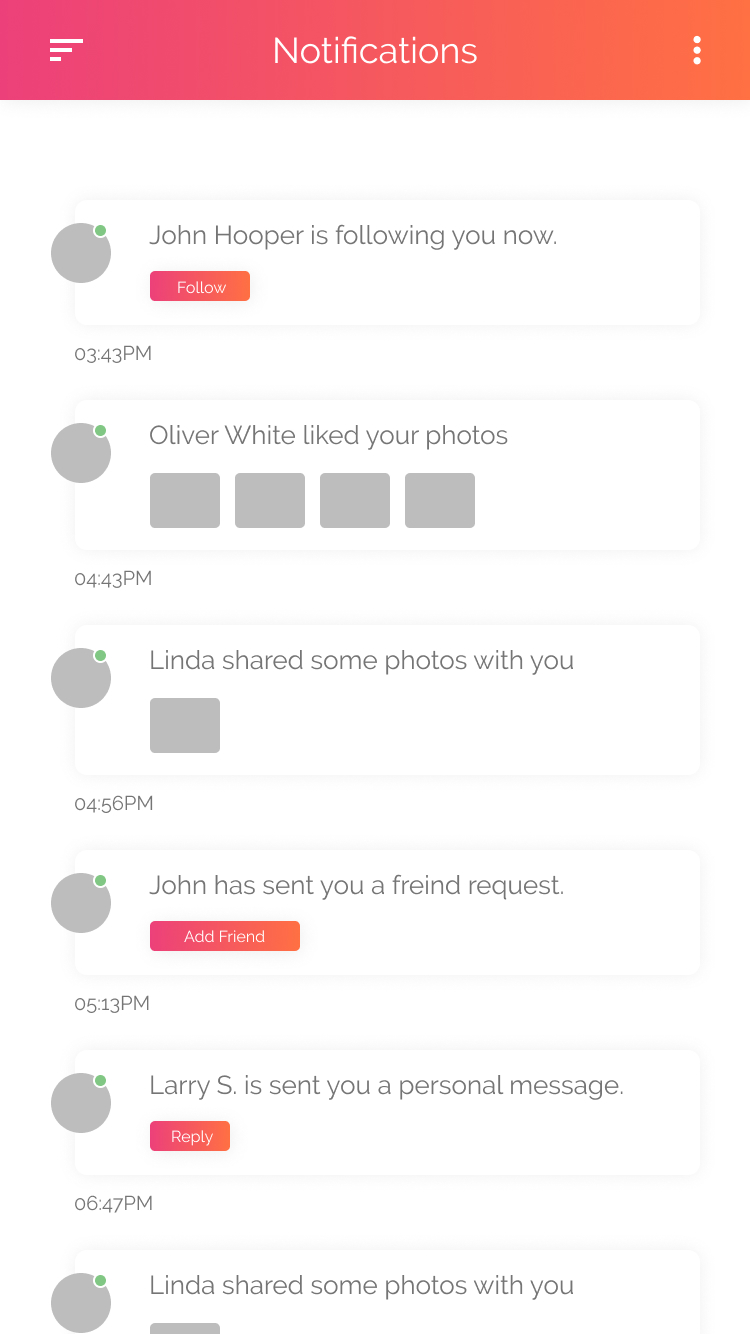 Notifications
John Hooper is following you now.
Follow
03:43PM
Oliver White liked your photos
04:43PM
Linda shared some photos with you
04:56PM
John has sent you a freind request.
Add Friend
05:13PM
Larry S. is sent you a personal message.
Reply
06:47PM
Linda shared some photos with you